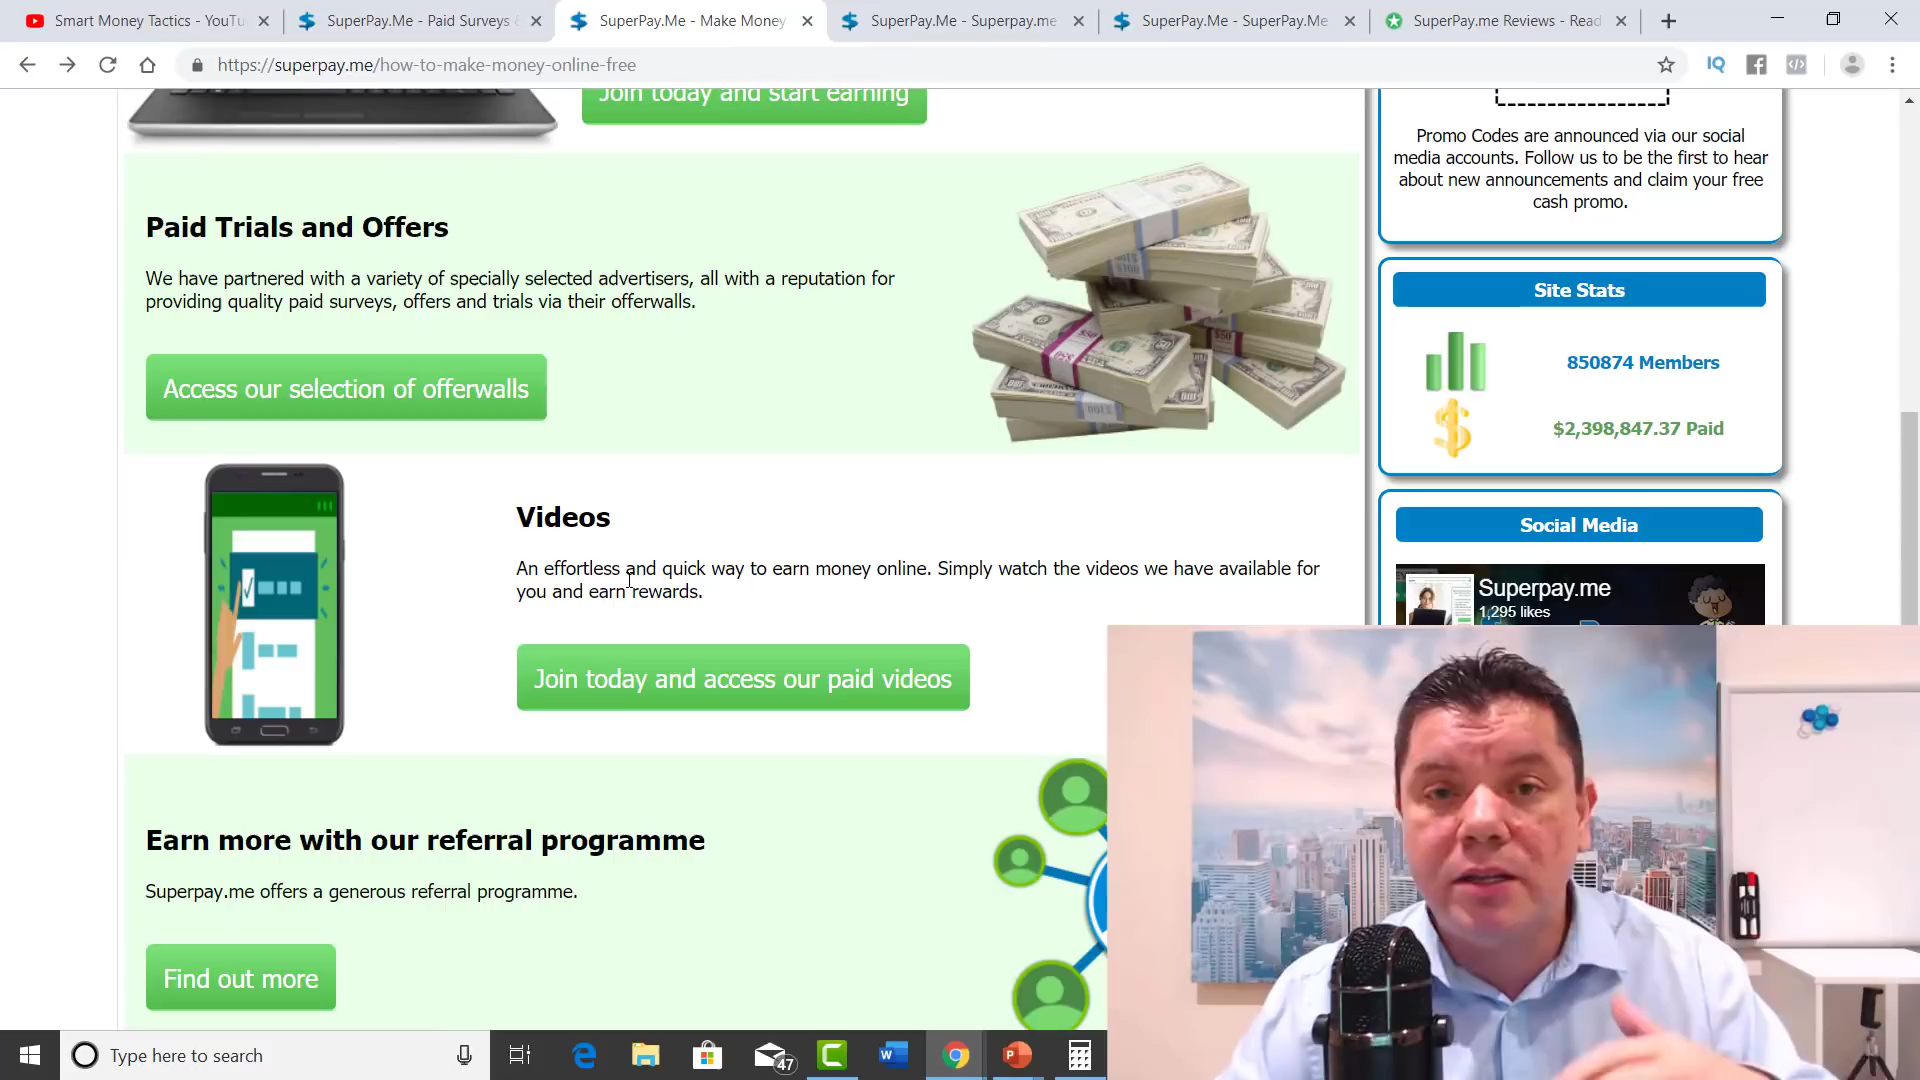 Smart Money Tactics - YouTu
SuperPay.Me - Paid Surveys &
SuperPay.Me - Make Money
SuperPay.Me - Superpay.me
SuperPay.Me - SuperPay.Me
SuperPay.me Reviews - Read
https://superpay.me/how-to-make-money-online-free
IQ
Join today and start earning
Promo Codes are announced via our social
media accounts. Follow us to be the first to hear
about new announcements and claim your free
cash promo.
Paid Trials and Offers
We have partnered with a variety of specially selected advertisers, all with a reputation for
providing quality paid surveys, offers and trials via their offerwalls.
Access our selection of offerwalls
Site Stats
850874 Members
$2,398,847.37 Paid
Videos
An effortless and quick way to earn money online. Simply watch the videos we have available for
you and earn rewards.
Join today and access our paid videos
Social Media
Superpay.me
1,295 likes
Earn more with our referral programme
Superpay.me offers a generous referral programme.
Find out more
Type here to search
47